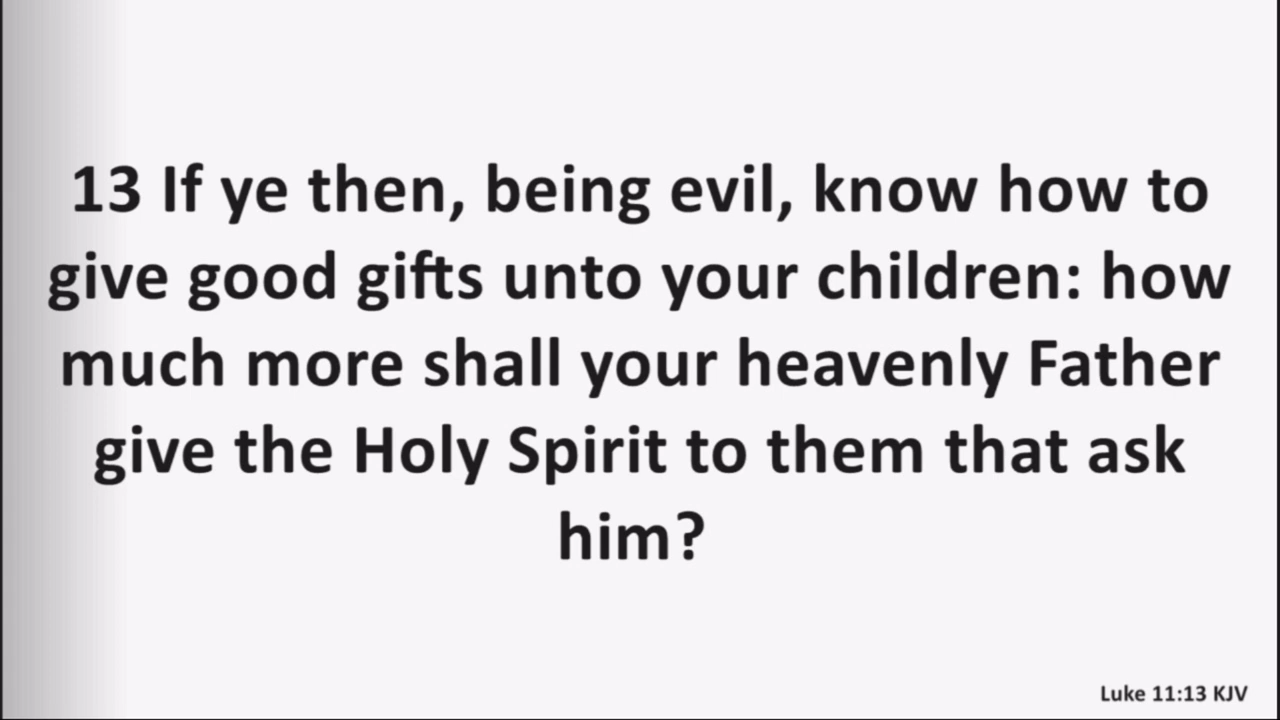 13 If ye then, being evil, know how to
give good gifts unto your children: how
much more shall your heavenly Father
give the Holy Spirit to them that ask
him?
Luke 11:13 KJV